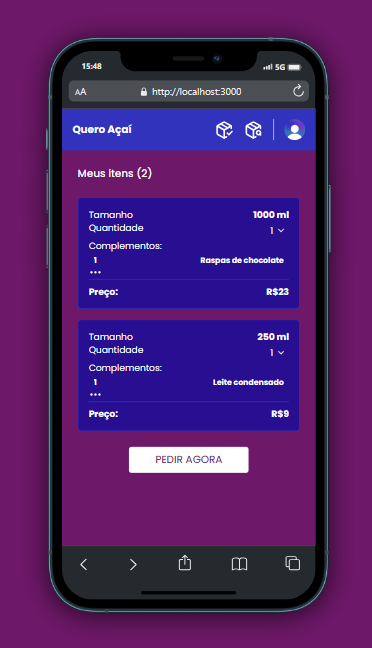 15:48
5G
AA http://localhost:3000
Quero Açaí
Meus itens (2)
Tamanho 1000 ml
Quantidade 1
Complementos:
1 Raspas de chocolate
...
Preço: R$23
Tamanho 250 ml
Quantidade 1
Complementos:
1 Leite condensado
...
Preço: R$9
PEDIR AGORA